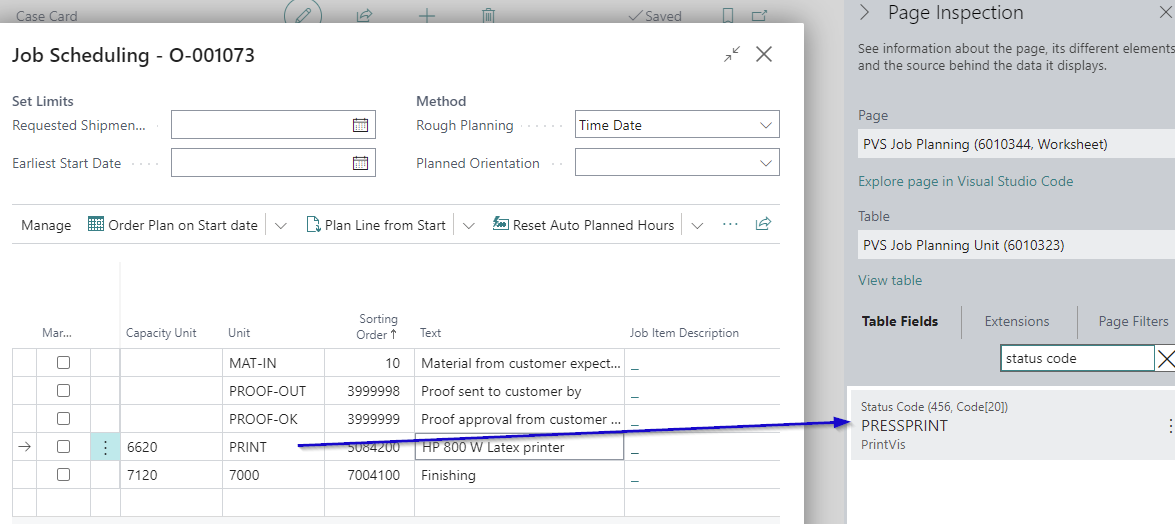 Case Card
Saved
Job Scheduling - O-001073
Set Limits
Requested Shipmen...
Earliest Start Date
Method
Rough Planning
Time Date
Planned Orientation
Manage
Order Plan on Start date
Plan Line from Start
Reset Auto Planned Hours
Mar...
Capacity Unit
Unit
Sorting
Order ↑
Text
Job Item Description
MAT-IN 10 Material from customer expect... _
PROOF-OUT 3999998 Proof sent to customer by _
PROOF-OK 3999999 Proof approval from customer ... _
6620 PRINT 5084200 HP 800 W Latex printer _
7120 7000 7004100 Finishing _
Page Inspection
See information about the page, its different elements
and the source behind the data it displays.
Page
PVS Job Planning (6010344, Worksheet)
Explore page in Visual Studio Code
Table
PVS Job Planning Unit (6010323)
View table
Table Fields
Extensions
Page Filters
status code
Status Code (456, Code[20])
PRESSPRINT
PrintVis